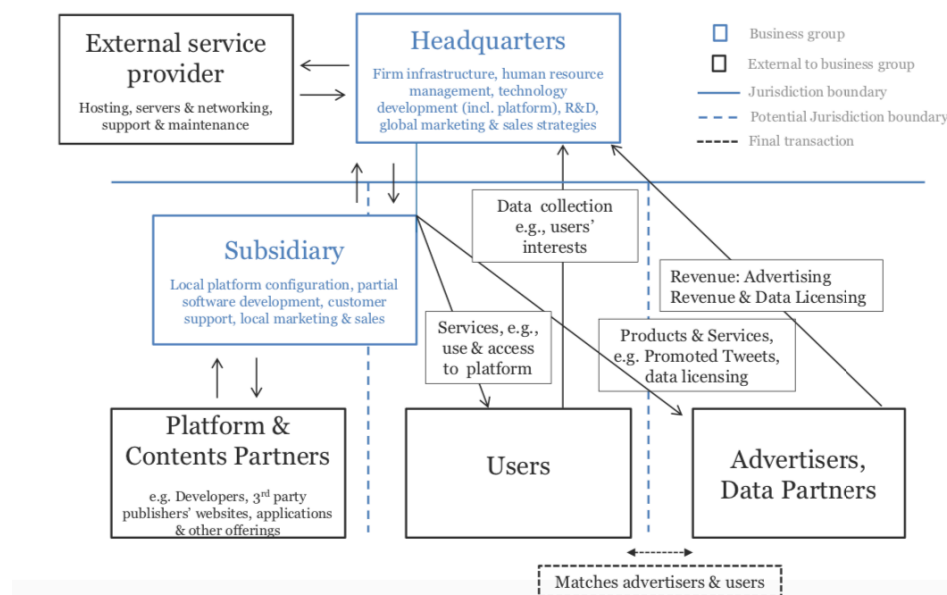 External service
provider
Hosting, servers & networking,
support & maintenance
Headquarters
Firm infrastructure, human resource
management, technology
development (incl. platform), R&D,
global marketing & sales strategies
Business group
External to business group
Jurisdiction boundary
Potential Jurisdiction boundary
Final transaction
Subsidiary
Local platform configuration, partial
software development, customer
support, local marketing & sales
Data collection
e.g., users’
interests
Revenue: Advertising
Revenue & Data Licensing
Services, e.g.,
use & access
to platform
Products & Services,
e.g. Promoted Tweets,
data licensing
Platform &
Contents Partners
e.g. Developers, 3rd party
publishers’ websites, applications
& other offerings
Users
Advertisers,
Data Partners
Matches advertisers & users